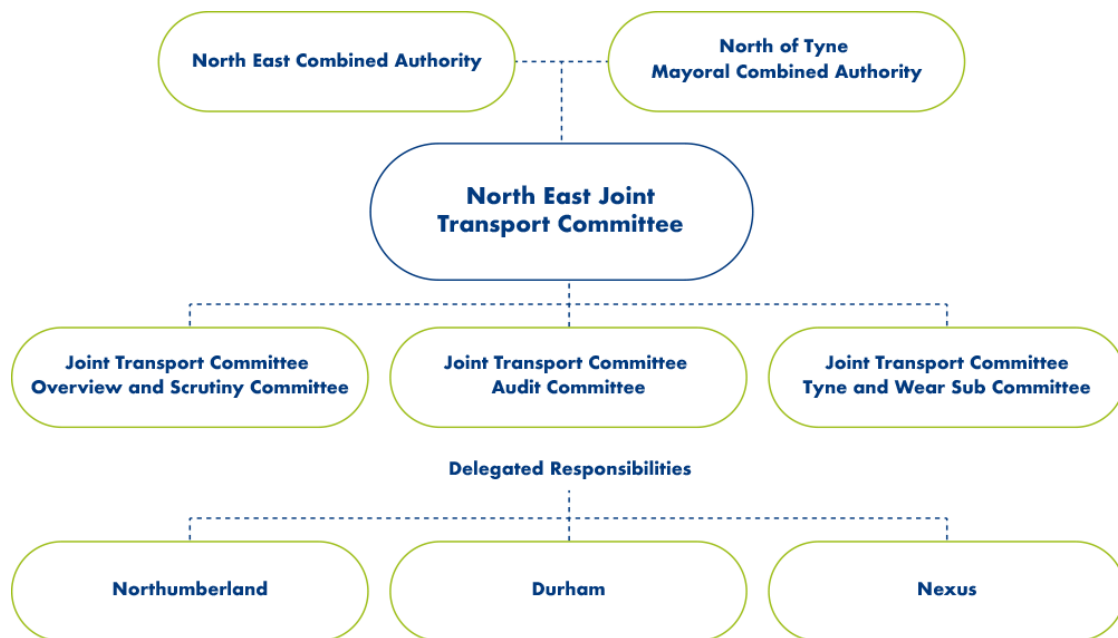 North East Combined Authority
North of Tyne
Mayoral Combined Authority
North East Joint
Transport Committee
Joint Transport Committee
Overview and Scrutiny Committee
Joint Transport Committee
Audit Committee
Joint Transport Committee
Tyne and Wear Sub Committee
Delegated Responsibilities
Northumberland
Durham
Nexus